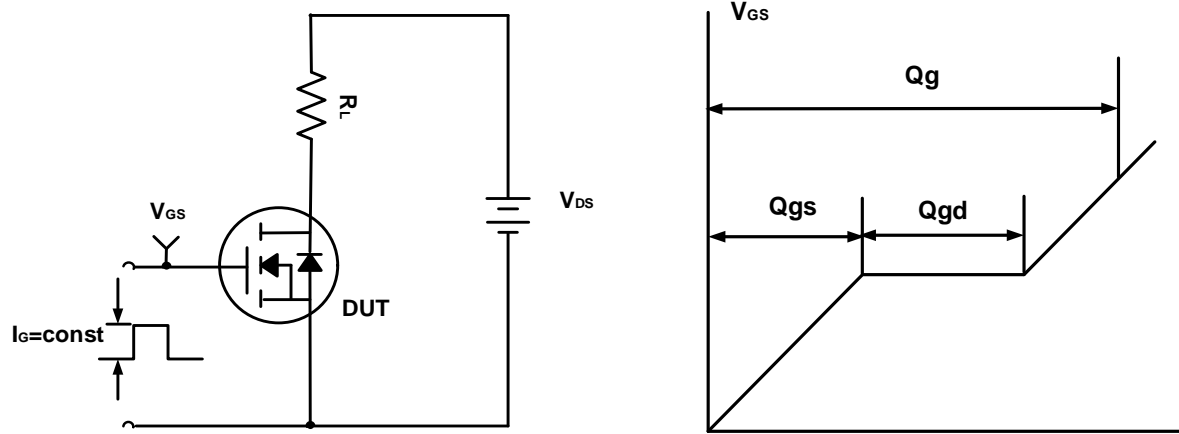 VGS
Qg
RL
VGS
VDS
Qgs
Qgd
DUT
IG=const